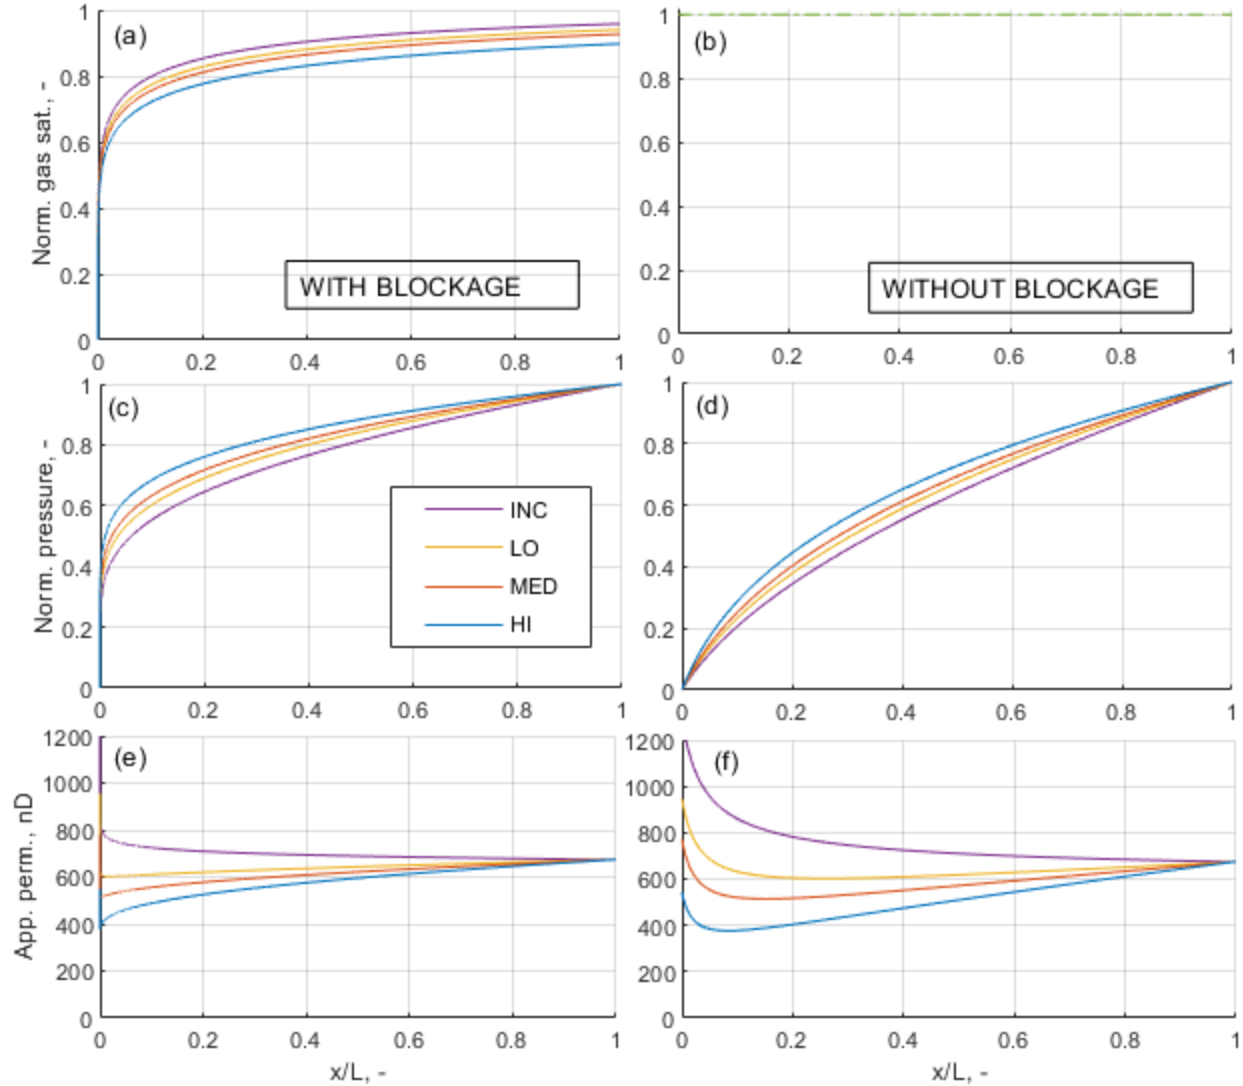 (a)
Norm. gas sat., -
1
0.8
0.6
0.4
0.2
0
WITH BLOCKAGE
0 0.2 0.4 0.6 0.8 1
(b)
1
0.8
0.6
0.4
0.2
0
WITHOUT BLOCKAGE
0 0.2 0.4 0.6 0.8 1
(c)
Norm. pressure, -
1
0.8
0.6
0.4
0.2
0
INC
LO
MED
HI
0 0.2 0.4 0.6 0.8 1
(d)
1
0.8
0.6
0.4
0.2
0
0 0.2 0.4 0.6 0.8 1
(e)
App. perm., nD
1200
1000
800
600
400
200
0
0 0.2 0.4 0.6 0.8 1
x/L, -
(f)
1200
1000
800
600
400
200
0
0 0.2 0.4 0.6 0.8 1
x/L, -